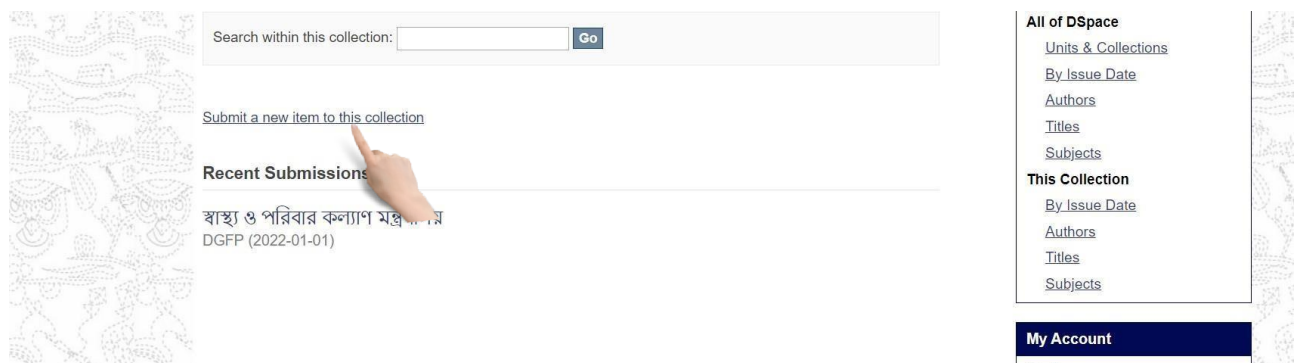 Search within this collection:
Go
Submit a new item to this collection
Recent Submissions
স্বাস্থ্য ও পরিবার কল্যাণ
DGFP (2022-01-01)
All of DSpace
Units & Collections
By Issue Date
Authors
Titles
Subjects
This Collection
By Issue Date
Authors
Titles
Subjects
My Account